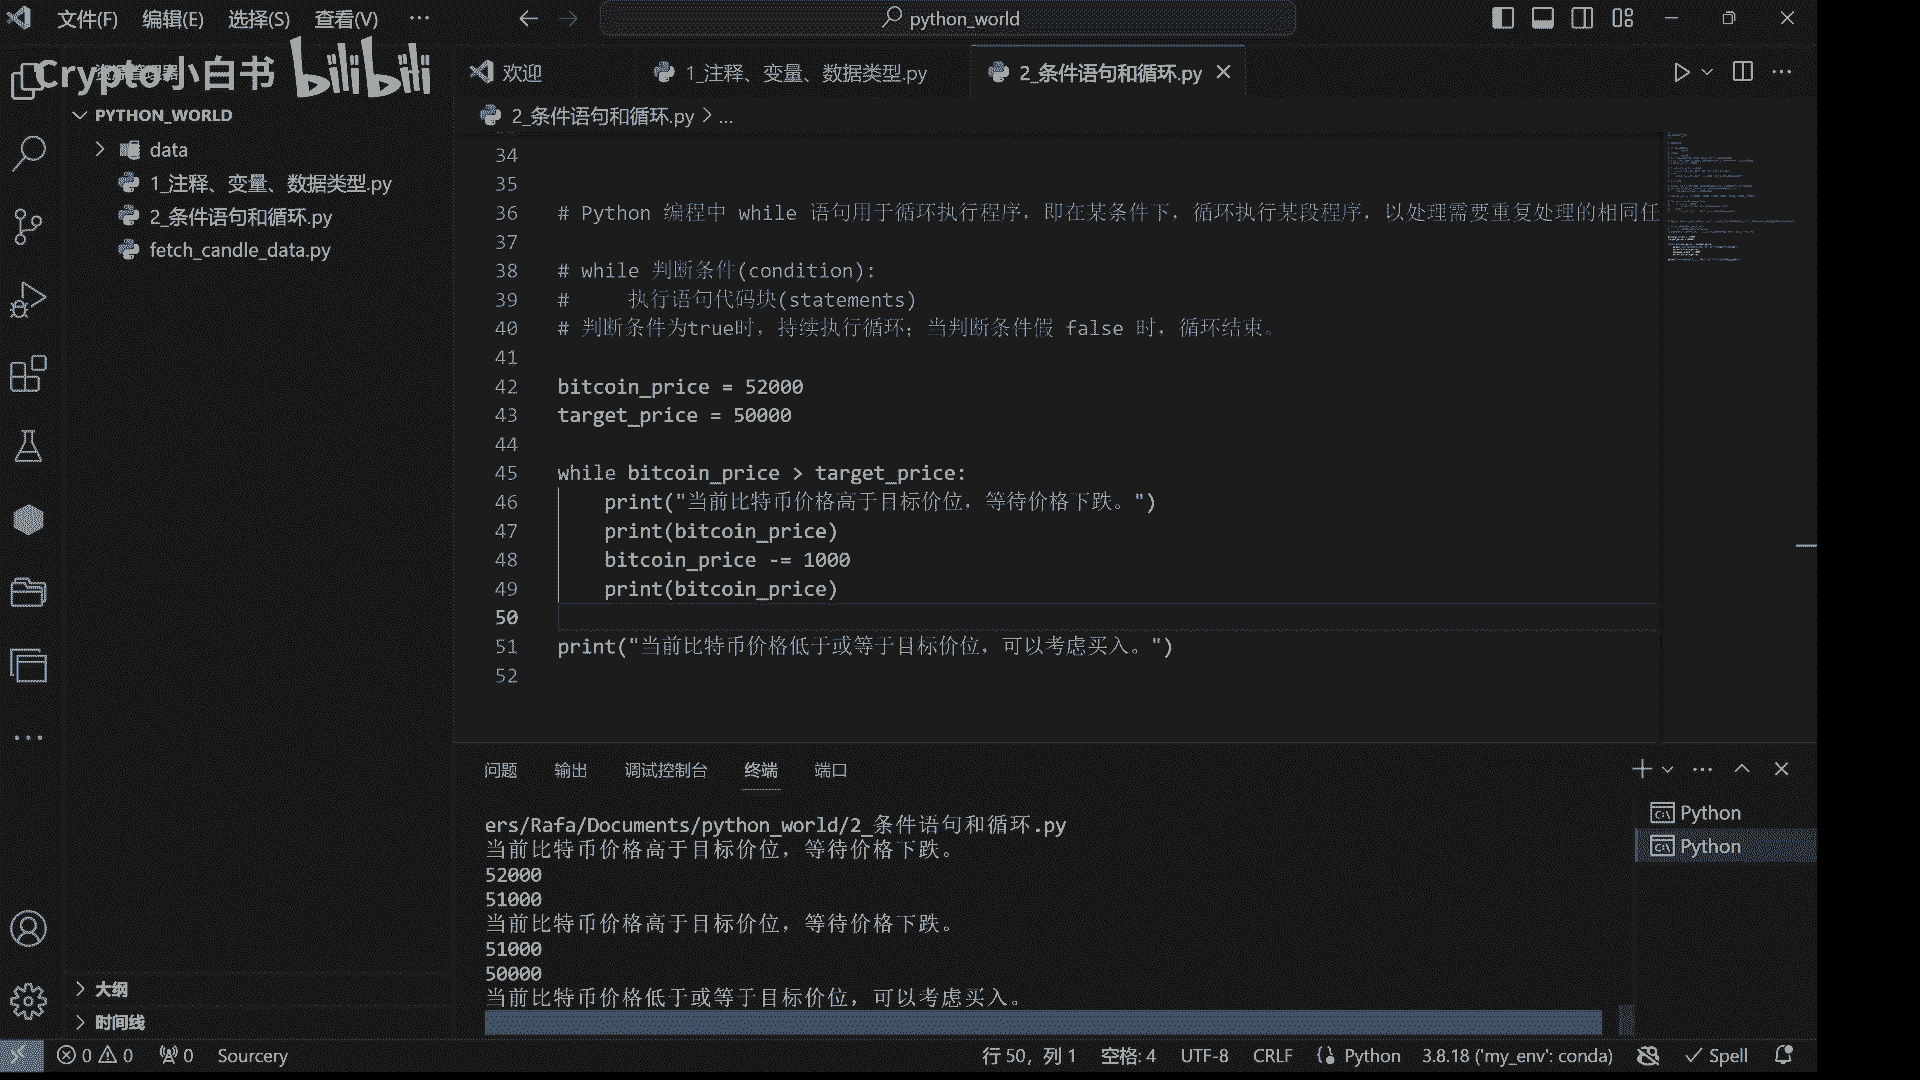 文件(F) 编辑(E) 选择(S) 查看(V) ··· python_world
Crypto小白书 bilibili
欢迎 1_注释、变量、数据类型.py 2_条件语句和循环.py
PYTHON_WORLD
data
1_注释、变量、数据类型.py
2_条件语句和循环.py
fetch_candle_data.py
大纲
时间线
2_条件语句和循环.py > ...
34
35
36 # Python 编程中 while 语句用于循环执行程序，即在某条件下，循环执行某段程序，以处理需要重复处理的相同任
37
38 # while 判断条件(condition):
39 #     执行语句代码块(statements)
40 # 判断条件为true时，持续执行循环；当判断条件假 false 时，循环结束。
41
42 bitcoin_price = 52000
43 target_price = 50000
44
45 while bitcoin_price > target_price:
46     print("当前比特币价格高于目标价位，等待价格下跌。")
47     print(bitcoin_price)
48     bitcoin_price -= 1000
49     print(bitcoin_price)
50
51 print("当前比特币价格低于或等于目标价位，可以考虑买入。")
52
问题 输出 调试控制台 终端 端口
ers/Rafa/Documents/python_world/2_条件语句和循环.py
当前比特币价格高于目标价位，等待价格下跌。
52000
51000
当前比特币价格高于目标价位，等待价格下跌。
51000
50000
当前比特币价格低于或等于目标价位，可以考虑买入。
Python
Python
0 0 0 Sourcery 行 50，列 1 空格: 4 UTF-8 CRLF Python 3.8.18 ('my_env': conda) Spell